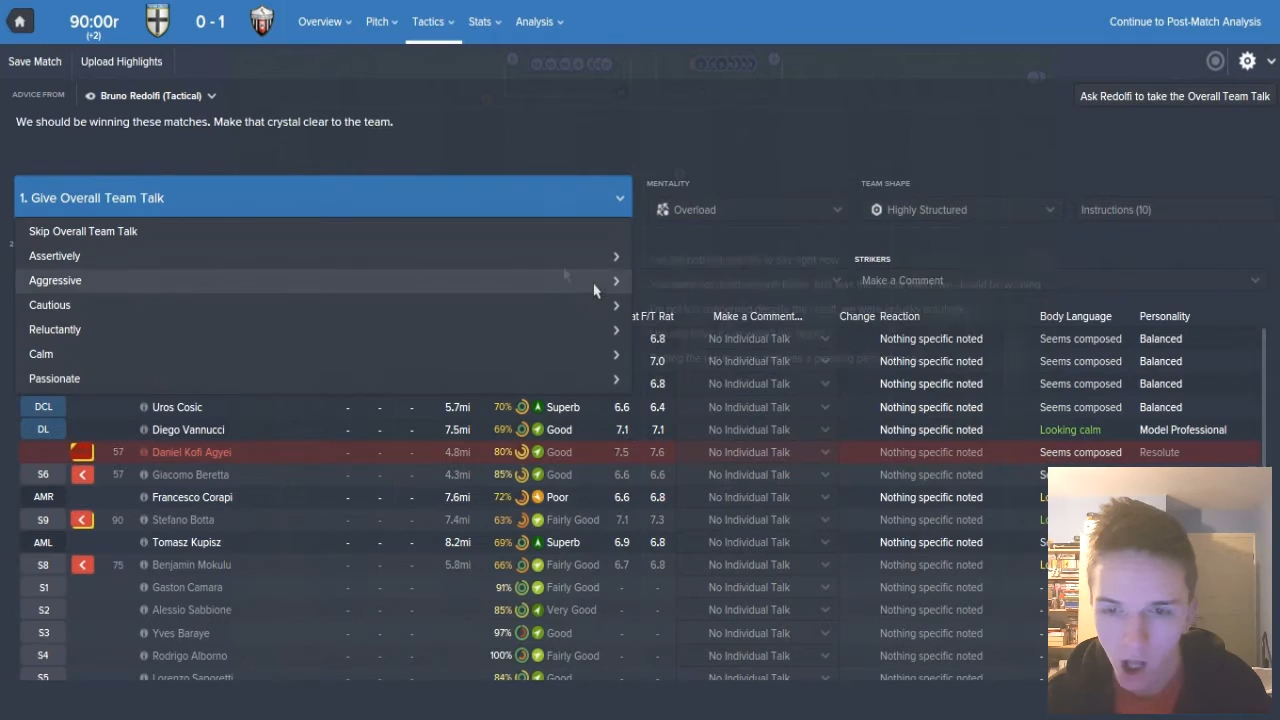 90:00r
(+2)
0 - 1
Overview
Pitch
Tactics
Stats
Analysis
Continue to Post-Match Analysis
Save Match
Upload Highlights
ADVICE FROM
Bruno Redolfi (Tactical)
Ask Redolfi to take the Overall Team Talk
We should be winning these matches. Make that crystal clear to the team.
1. Give Overall Team Talk
MENTALITY
TEAM SHAPE
Overload
Highly Structured
Instructions (10)
Skip Overall Team Talk
Assertively
Aggressive
Cautious
Reluctantly
Calm
Passionate
2
STRIKERS
Make a Comment
at F/T Rat Make a Comment... Change Reaction Body Language Personality
6.8 No Individual Talk Nothing specific noted Seems composed Balanced
7.0 No Individual Talk Nothing specific noted Seems composed Balanced
6.8 No Individual Talk Nothing specific noted Seems composed Balanced
DCL Uros Cosic - - - 5.7mi 70% Superb 6.6 6.4 No Individual Talk Nothing specific noted Seems composed Balanced
DL Diego Vannucci - - - 7.5mi 69% Good 7.1 7.1 No Individual Talk Nothing specific noted Looking calm Model Professional
57 Daniel Kofi Agyei - - - 4.8mi 80% Good 7.5 7.6 No Individual Talk Nothing specific noted Seems composed Resolute
S6 57 Giacomo Beretta - - - 4.3mi 85% Good 6.6 6.8 No Individual Talk Nothing specific noted
AMR Francesco Corapi - - - 7.6mi 72% Poor 6.6 6.8 No Individual Talk Nothing specific noted
S9 90 Stefano Botta - - - 7.4mi 63% Fairly Good 7.1 7.3 No Individual Talk Nothing specific noted
AML Tomasz Kupisz - - - 8.2mi 69% Superb 6.9 6.8 No Individual Talk Nothing specific noted
S8 75 Benjamin Mokulu - - - 5.8mi 66% Fairly Good 6.7 6.8 No Individual Talk Nothing specific noted
S1 Gaston Camara - - - 91% Fairly Good - - No Individual Talk Nothing specific noted -
S2 Alessio Sabbione - - - 85% Very Good - - No Individual Talk Nothing specific noted -
S3 Yves Baraye - - - 97% Good - - No Individual Talk Nothing specific noted -
S4 Rodrigo Alborno - - - 100% Fairly Good - - No Individual Talk Nothing specific noted -
S5 Lorenzo Saporetti - - - 84% Good - - No Individual Talk Nothing specific noted